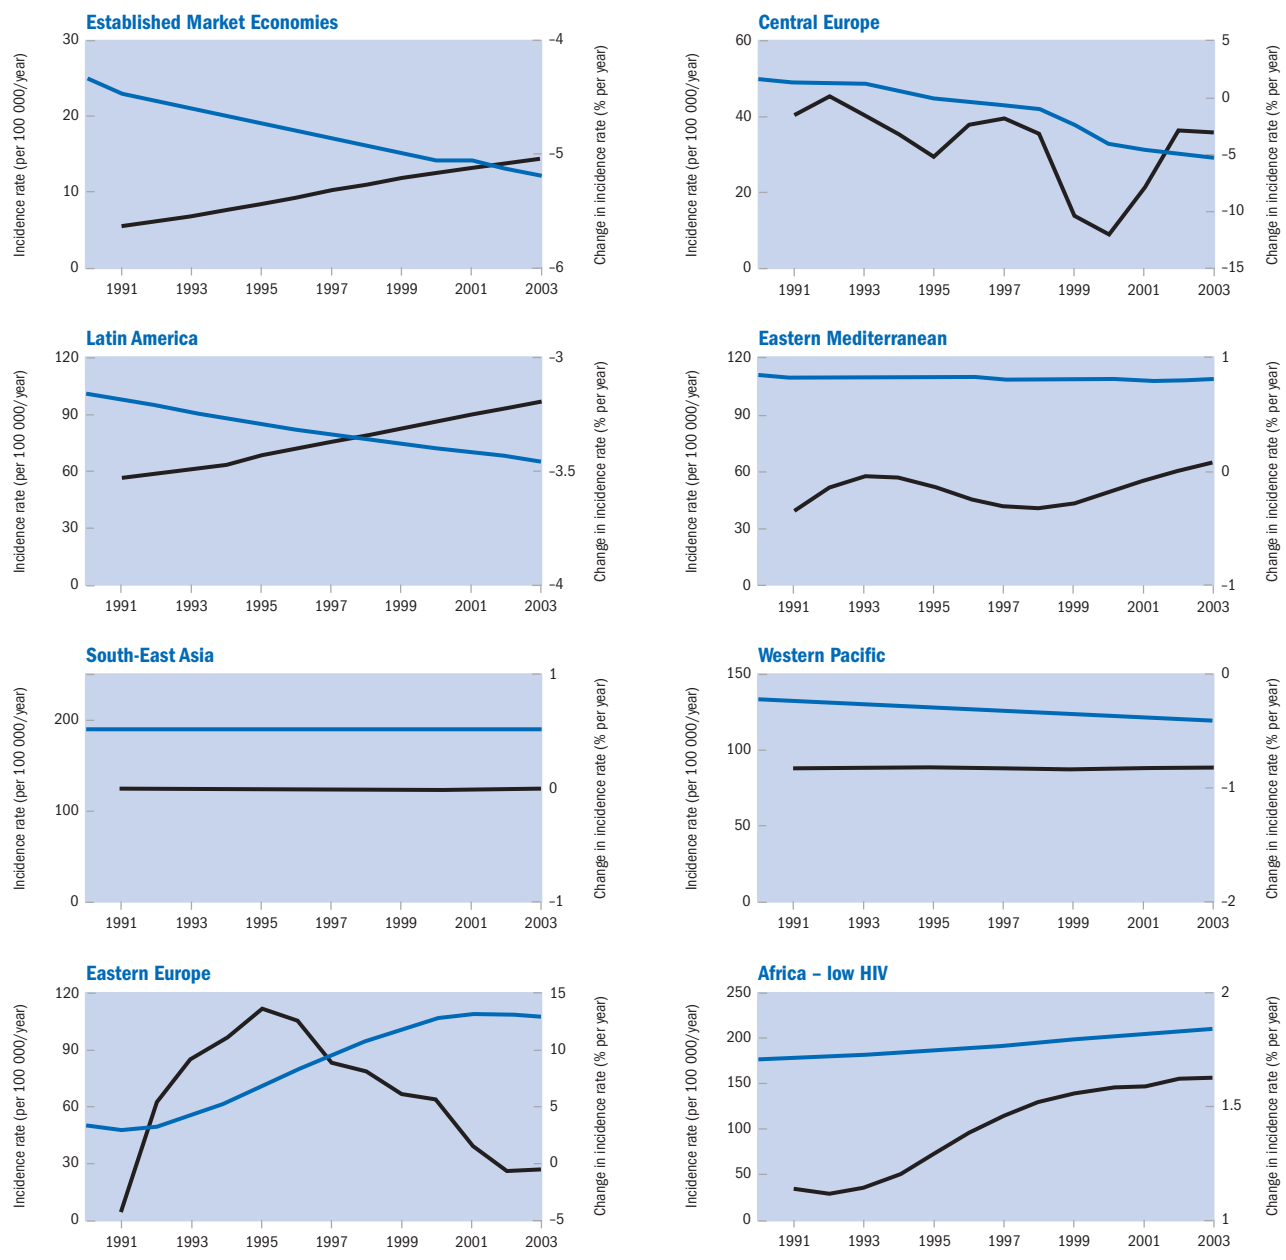 Established Market Economies
Incidence rate (per 100 000/year)
30
20
10
0
–4
–5
–6
Change in incidence rate (% per year)
1991 1993 1995 1997 1999 2001 2003
Central Europe
Incidence rate (per 100 000/year)
60
40
20
0
5
0
–5
–10
–15
Change in incidence rate (% per year)
1991 1993 1995 1997 1999 2001 2003
Latin America
Incidence rate (per 100 000/year)
120
90
60
30
0
–3
–3.5
–4
Change in incidence rate (% per year)
1991 1993 1995 1997 1999 2001 2003
Eastern Mediterranean
Incidence rate (per 100 000/year)
120
90
60
30
0
1
0
–1
Change in incidence rate (% per year)
1991 1993 1995 1997 1999 2001 2003
South-East Asia
Incidence rate (per 100 000/year)
200
100
0
1
0
–1
Change in incidence rate (% per year)
1991 1993 1995 1997 1999 2001 2003
Western Pacific
Incidence rate (per 100 000/year)
150
100
50
0
0
–1
–2
Change in incidence rate (% per year)
1991 1993 1995 1997 1999 2001 2003
Eastern Europe
Incidence rate (per 100 000/year)
120
90
60
30
0
15
10
5
0
–5
Change in incidence rate (% per year)
1991 1993 1995 1997 1999 2001 2003
Africa – low HIV
Incidence rate (per 100 000/year)
250
200
150
100
50
0
2
1.5
1
Change in incidence rate (% per year)
1991 1993 1995 1997 1999 2001 2003